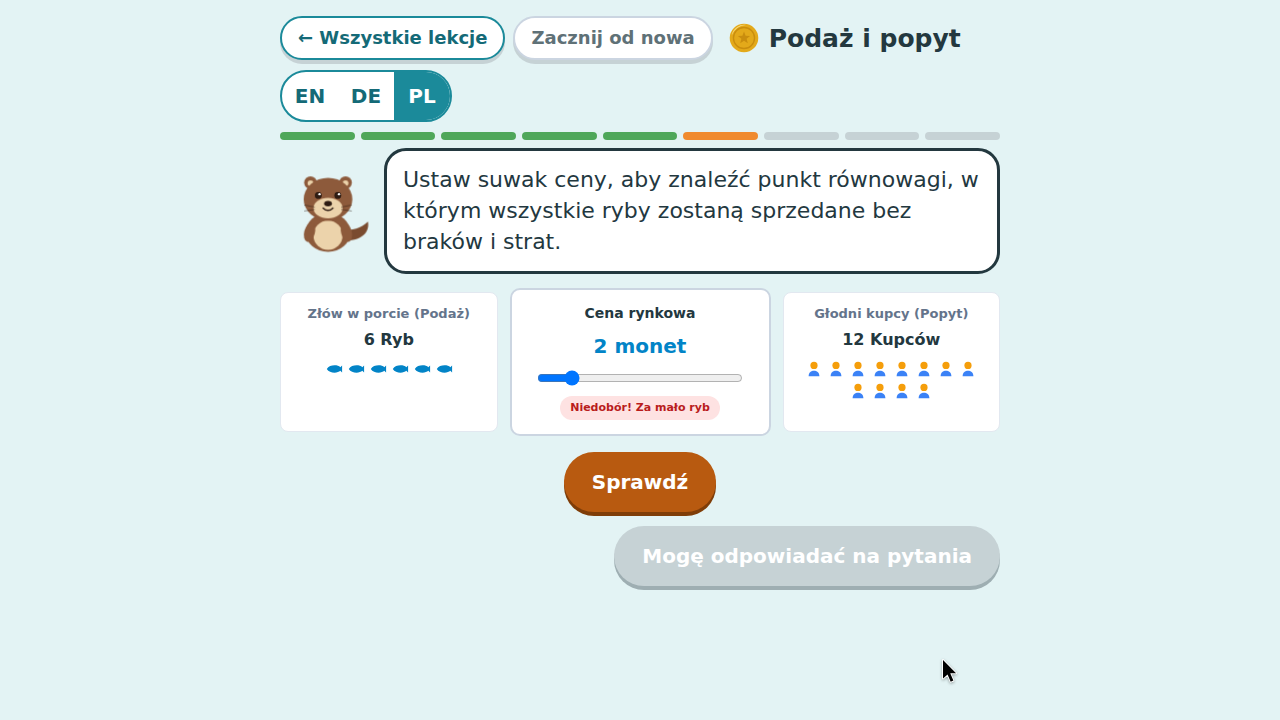 ← Wszystkie lekcje
Zacznij od nowa
Podaż i popyt
EN DE PL
Ustaw suwak ceny, aby znaleźć punkt równowagi, w
którym wszystkie ryby zostaną sprzedane bez
braków i strat.
Złów w porcie (Podaż)
6 Ryb
Cena rynkowa
2 monet
Niedobór! Za mało ryb
Głodni kupcy (Popyt)
12 Kupców
Sprawdź
Mogę odpowiadać na pytania